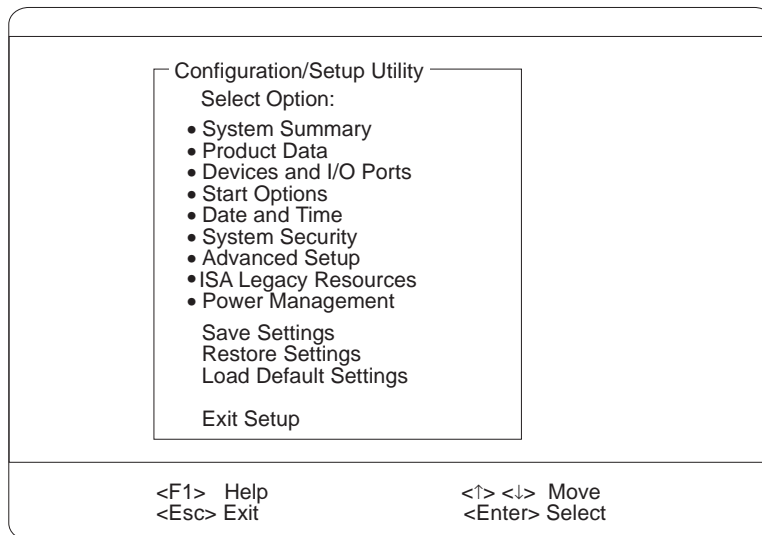 Configuration/Setup Utility
Select Option:
• System Summary
• Product Data
• Devices and I/O Ports
• Start Options
• Date and Time
• System Security
• Advanced Setup
•ISA Legacy Resources
• Power Management
Save Settings
Restore Settings
Load Default Settings
Exit Setup
<F1> Help <↑> <↓> Move
<Esc> Exit <Enter> Select